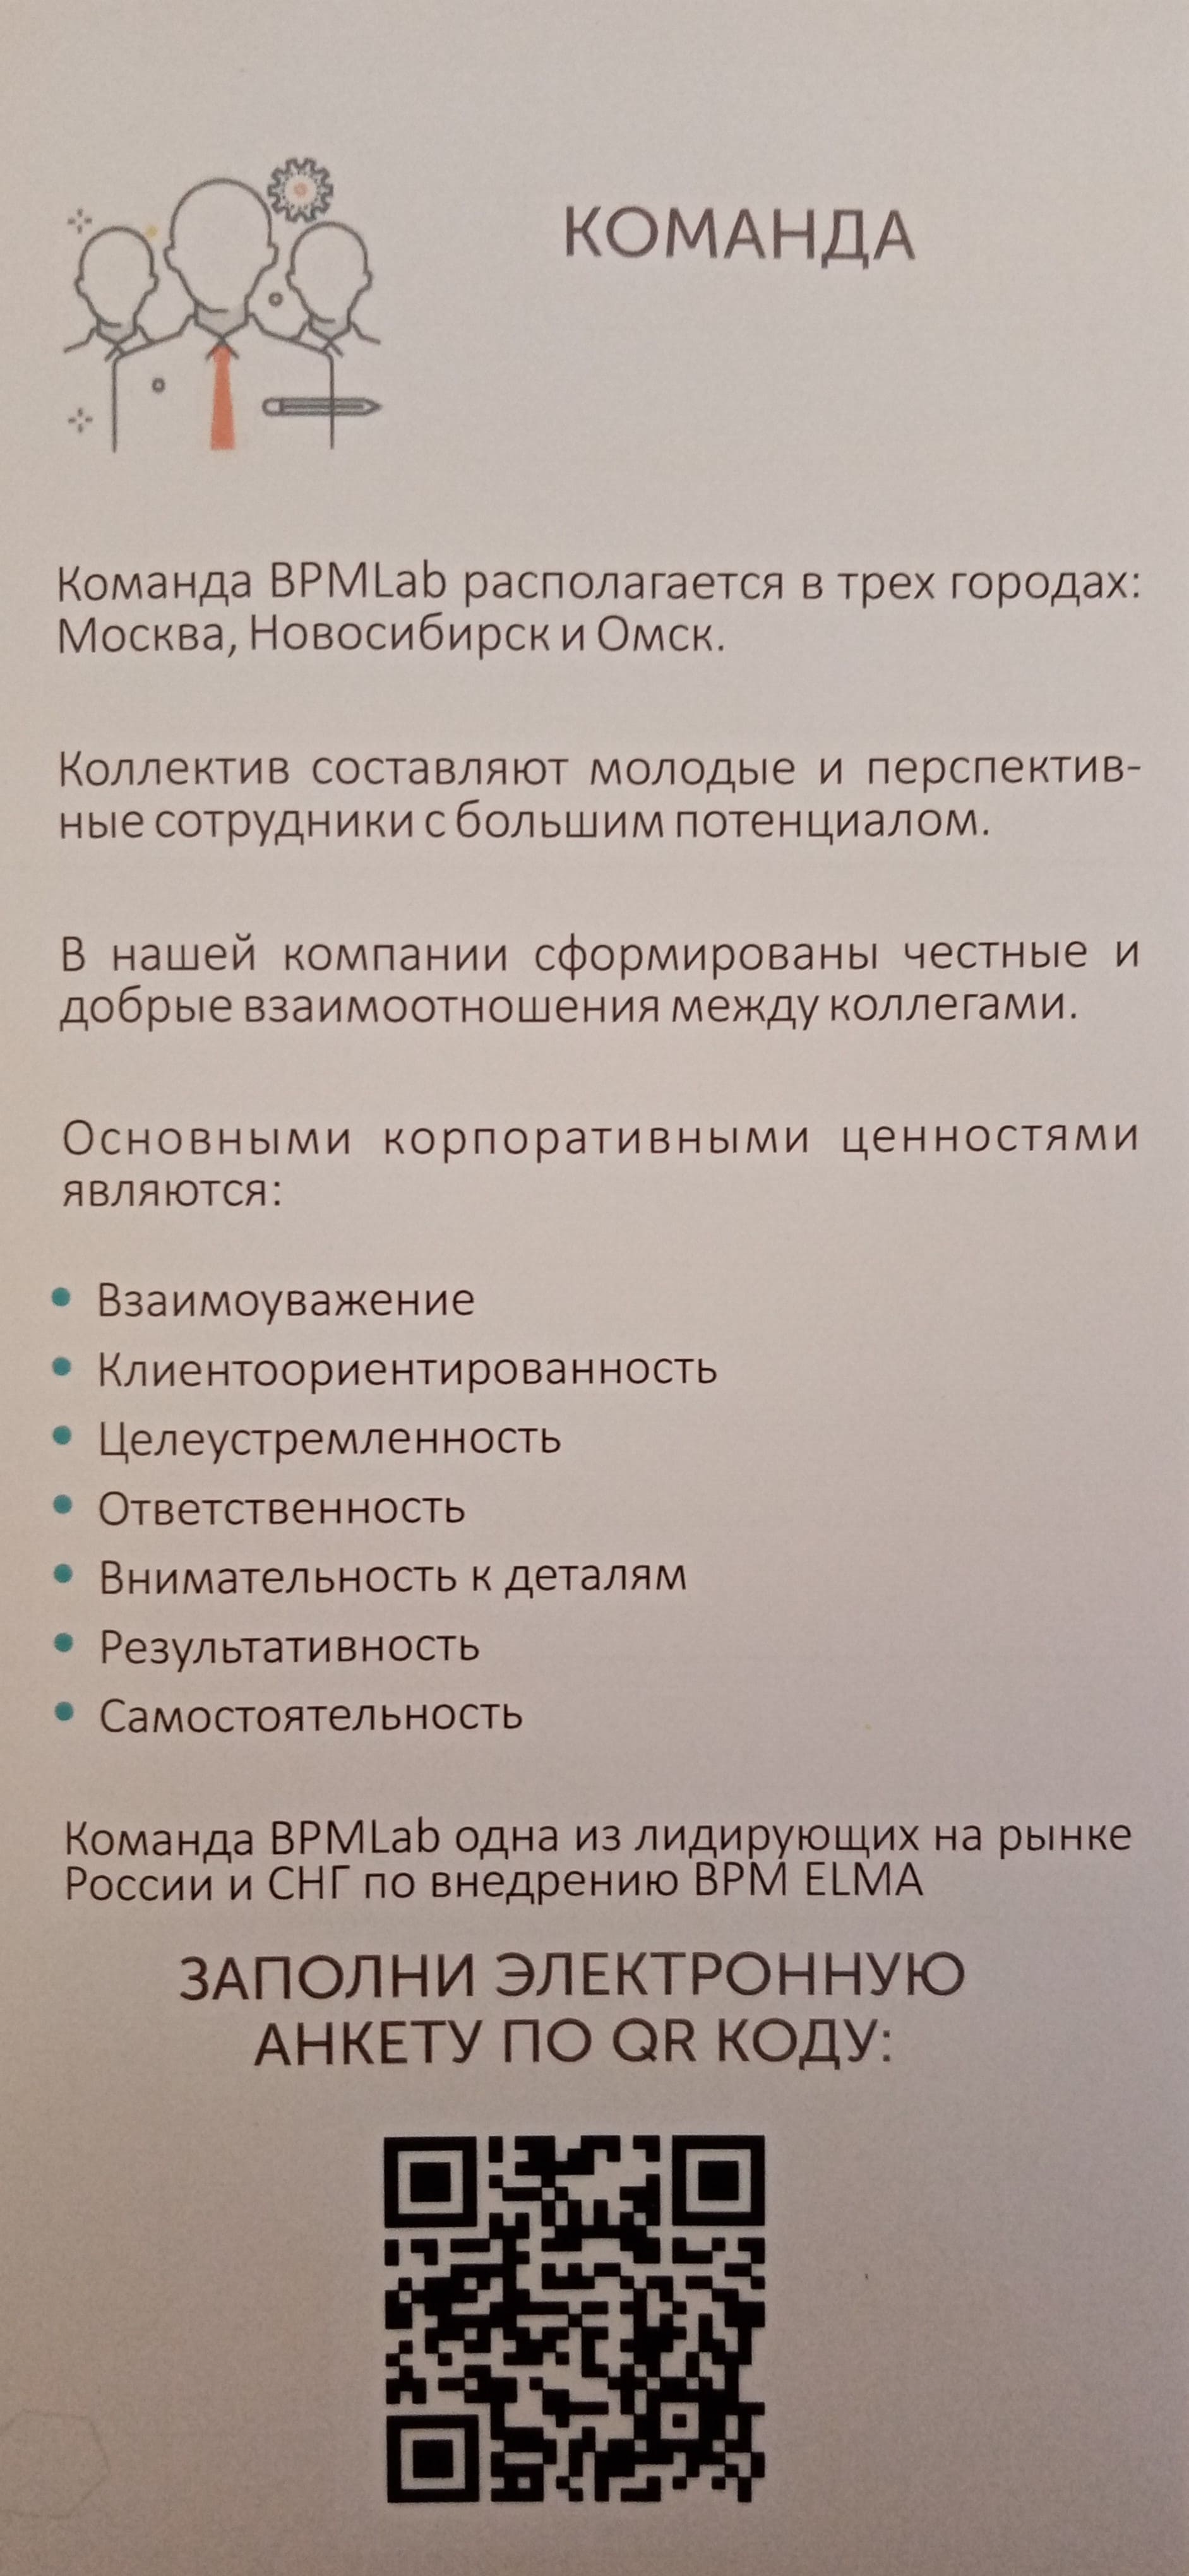 КОМАНДА
Команда BPMLab располагается в трех городах:
Москва, Новосибирск и Омск.
Коллектив составляют молодые и перспектив-
ные сотрудники с большим потенциалом.
В нашей компании сформированы честные и
добрые взаимоотношения между коллегами.
Основными корпоративными ценностями
являются:
• Взаимоуважение
• Клиентоориентированность
• Целеустремленность
• Ответственность
• Внимательность к деталям
• Результативность
• Самостоятельность
Команда BPMLab одна из лидирующих на рынке
России и СНГ по внедрению BPM ELMA
ЗАПОЛНИ ЭЛЕКТРОННУЮ
АНКЕТУ ПО QR КОДУ: